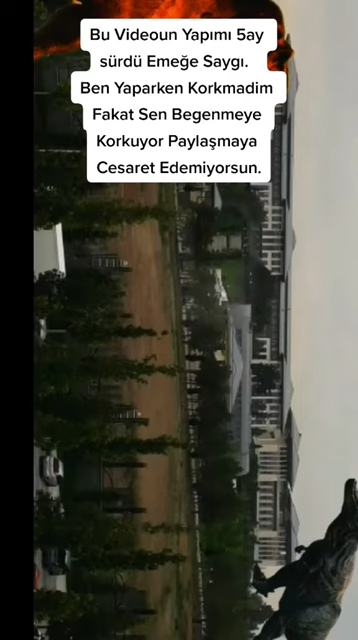 Bu Videoun Yapımı 5ay
sürdü Emeğe Saygı.
Ben Yaparken Korkmadim
Fakat Sen Begenmeye
Korkuyor Paylaşmaya
Cesaret Edemiyorsun.